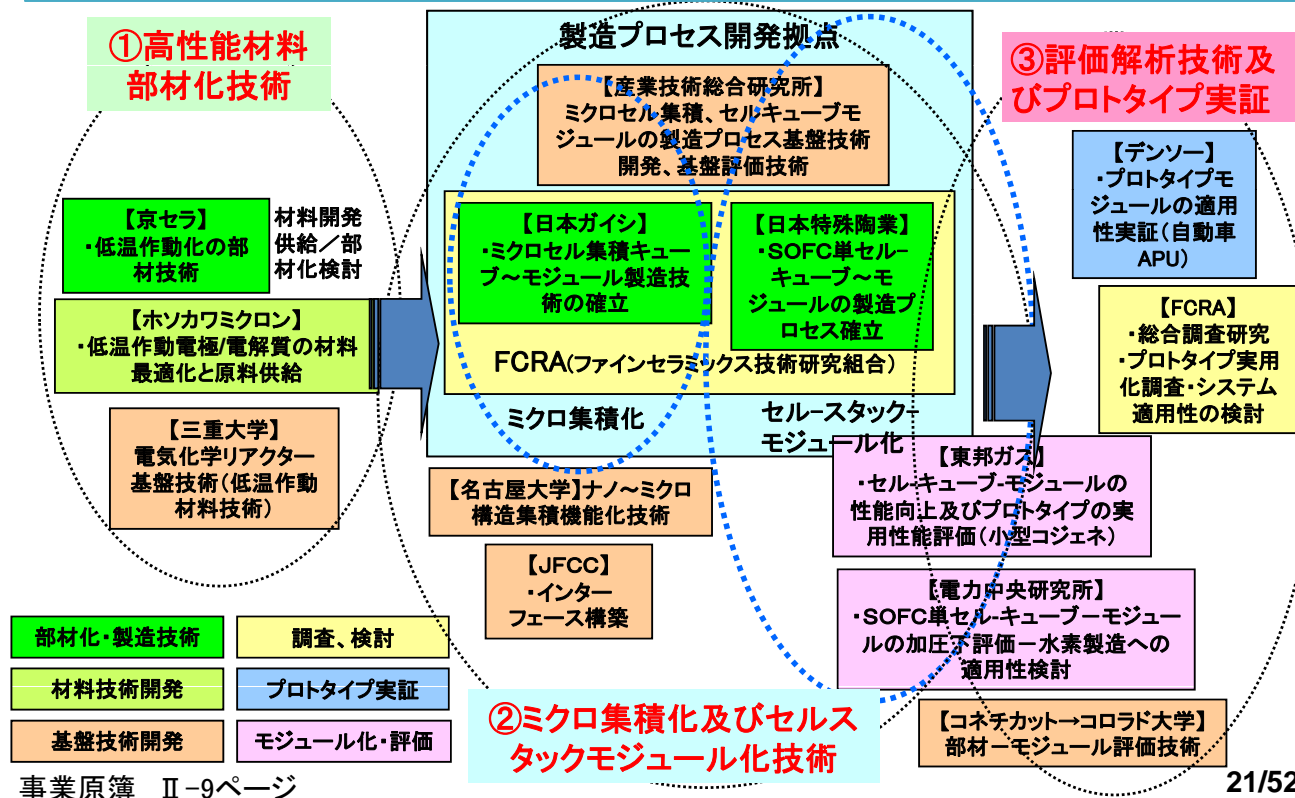 ①高性能材料
部材化技術
【京セラ】
・低温作動化の部
材技術
材料開発
供給／部
材化検討
【ホソカワミクロン】
・低温作動電極/電解質の材料
最適化と原料供給
【三重大学】
電気化学リアクター
基盤技術（低温作動
材料技術）
製造プロセス開発拠点
【産業技術総合研究所】
ミクロセル集積、セルキューブモ
ジュールの製造プロセス基盤技術
開発、基盤評価技術
【日本ガイシ】
・ミクロセル集積キュー
ブ～モジュール製造技
術の確立
【日本特殊陶業】
・SOFC単セル-
キューブ～モ
ジュールの製造プ
ロセス確立
FCRA(ファインセラミックス技術研究組合)
ミクロ集積化
セル-スタック-
モジュール化
【名古屋大学】ナノ～ミクロ
構造集積機能化技術
【JFCC】
・インター
フェース構築
②ミクロ集積化及びセルス
タックモジュール化技術
③評価解析技術及
びプロトタイプ実証
【デンソー】
・プロトタイプモ
ジュールの適用
性実証（自動車
APU）
【FCRA】
・総合調査研究
・プロトタイプ実用
化調査・システム
適用性の検討
【東邦ガス】
・セル-キューブ-モジュールの
性能向上及びプロトタイプの実
用性能評価（小型コジェネ）
【電力中央研究所】
・SOFC単セル-キューブーモジュー
ルの加圧下評価－水素製造への
適用性検討
【コネチカット→コロラド大学】
部材－モジュール評価技術
部材化・製造技術
調査、検討
材料技術開発
プロトタイプ実証
基盤技術開発
モジュール化・評価
事業原簿　Ⅱ-9ページ
21/52